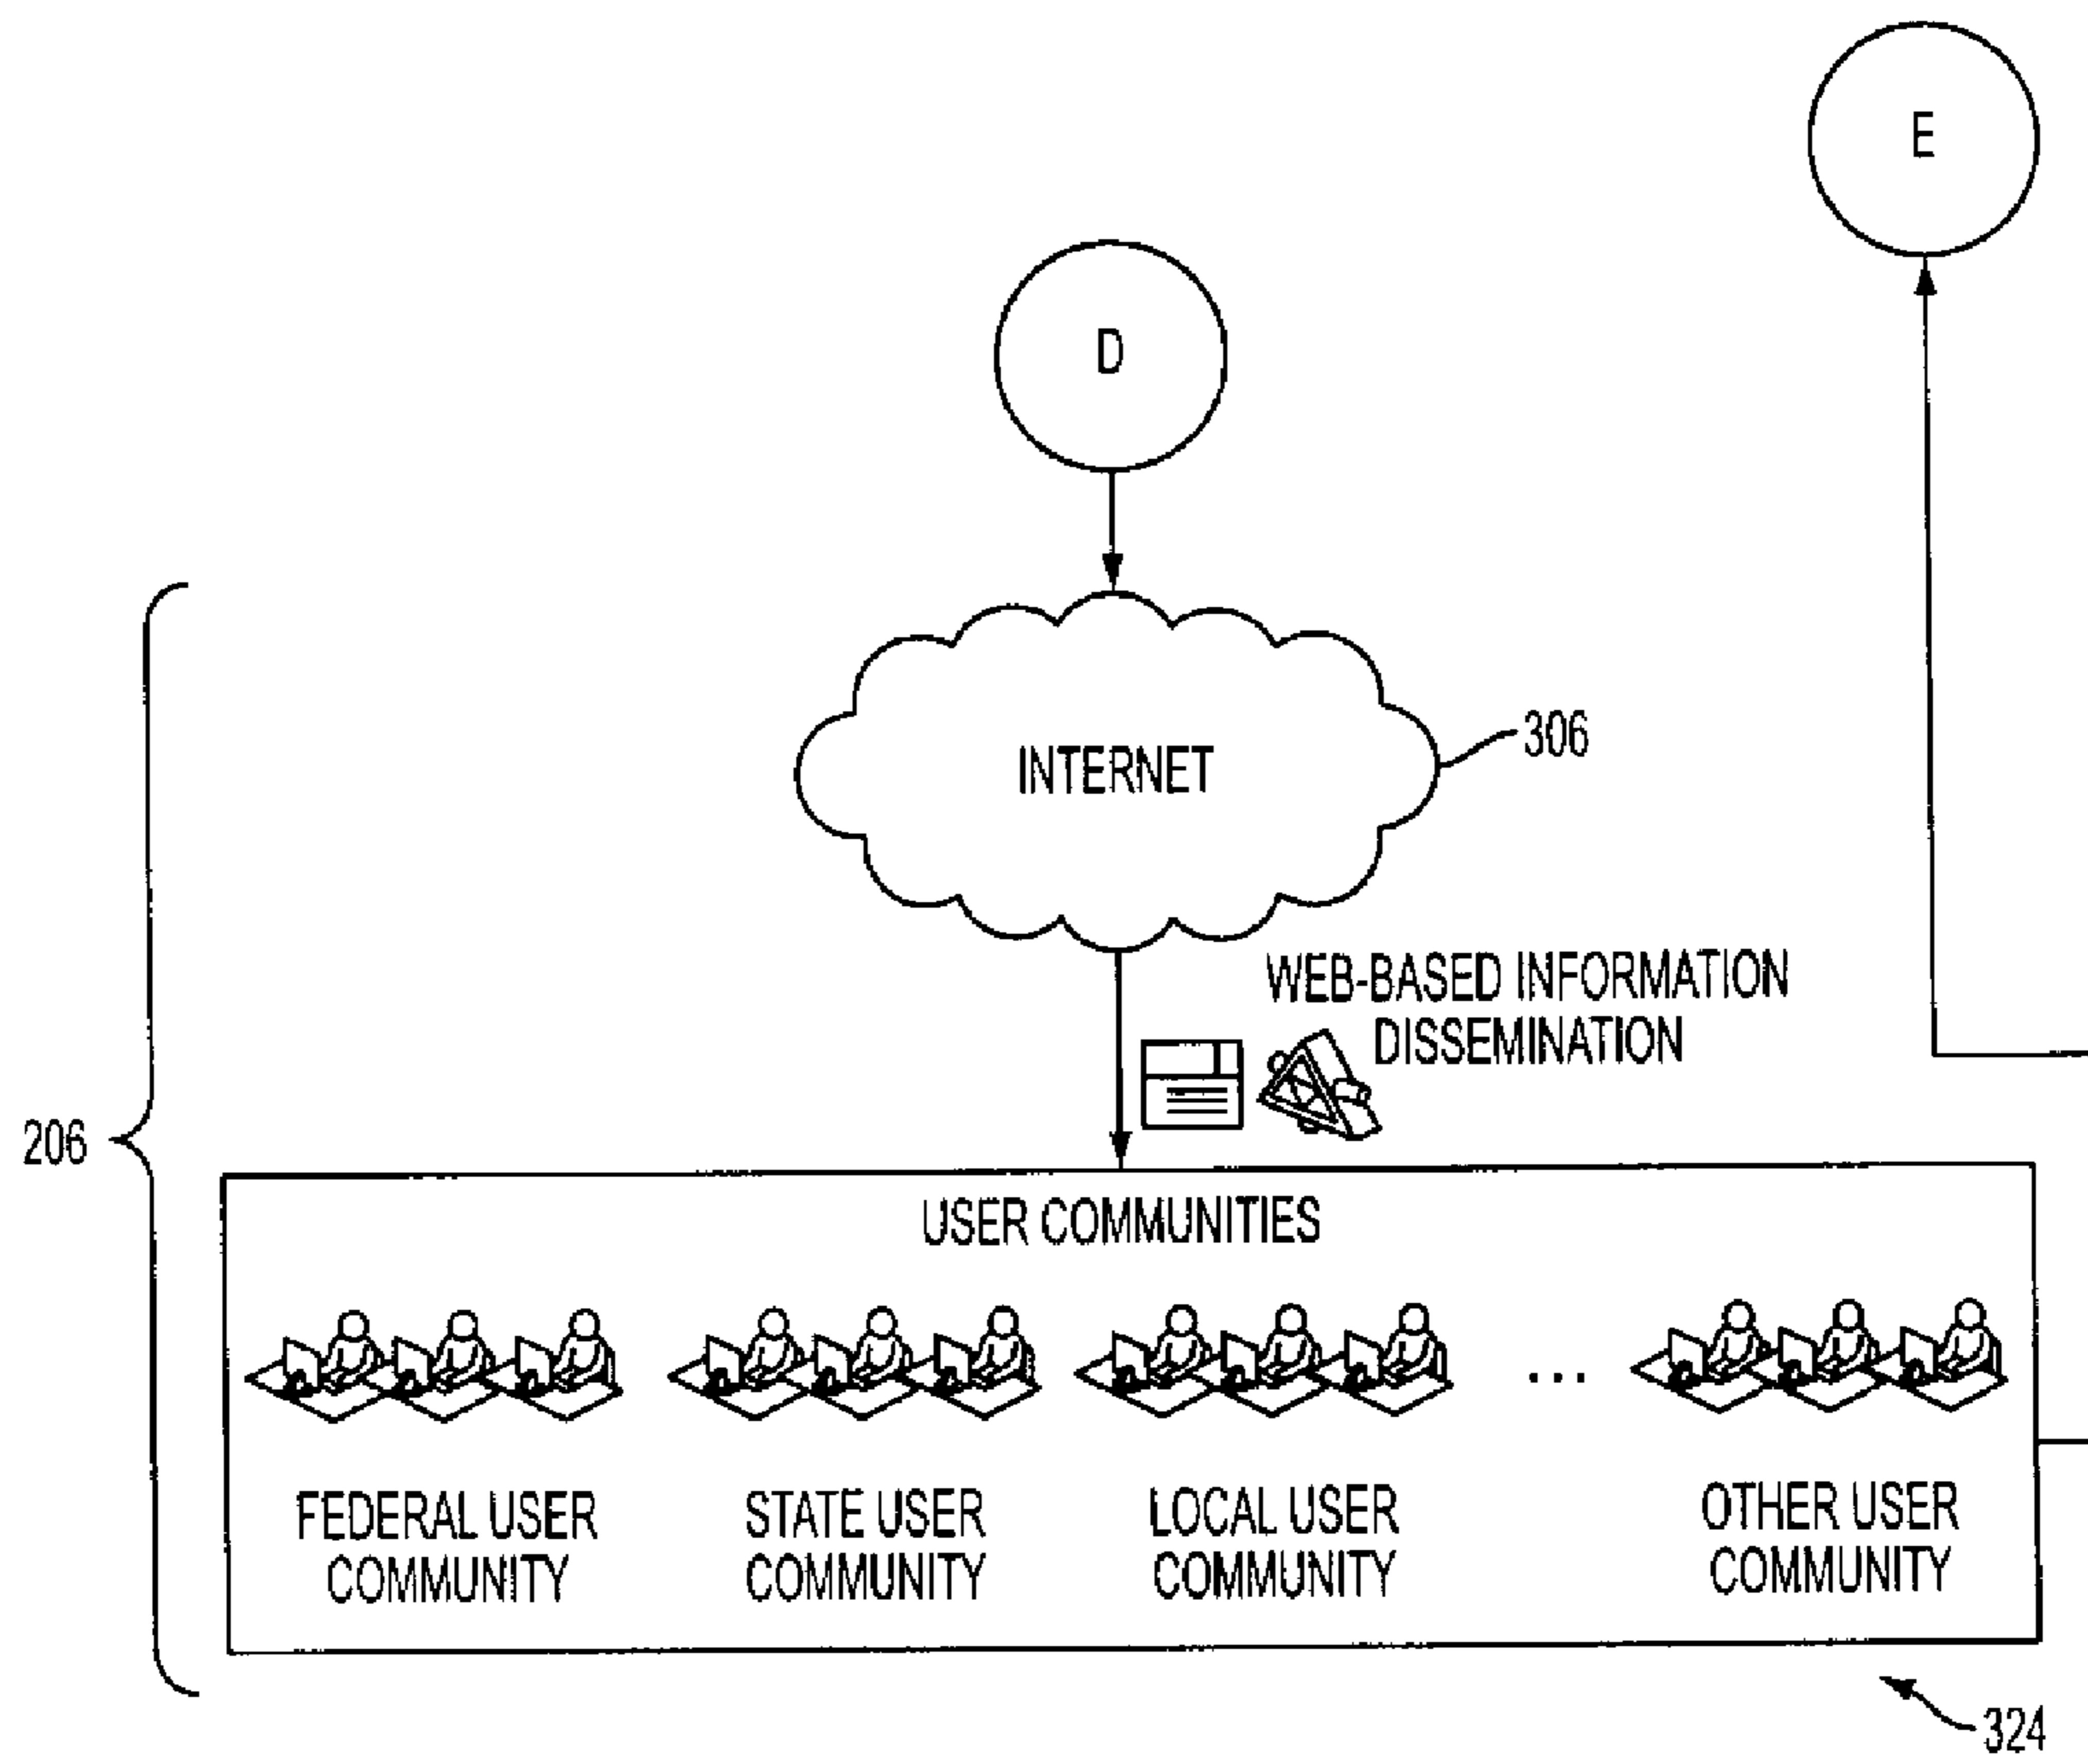 E
D
INTERNET
306
WEB-BASED INFORMATION
DISSEMINATION
206
USER COMMUNITIES
...
FEDERAL USER
COMMUNITY
STATE USER
COMMUNITY
LOCAL USER
COMMUNITY
OTHER USER
COMMUNITY
324